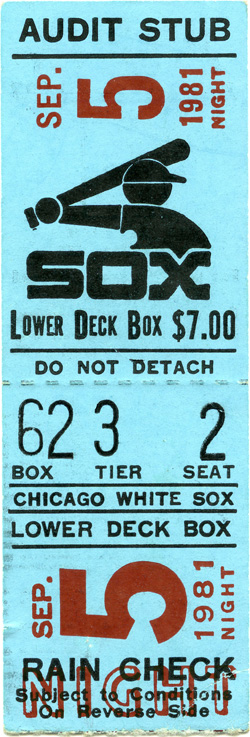 AUDIT STUB
SEP. 5 1981 NIGHT
SOX
LOWER DECK BOX $7.00
DO NOT DETACH
62 3 2
BOX TIER SEAT
CHICAGO WHITE SOX
LOWER DECK BOX
SEP. 5 1981 NIGHT
NIGHT
RAIN CHECK
Subject to Conditions
On Reverse Side